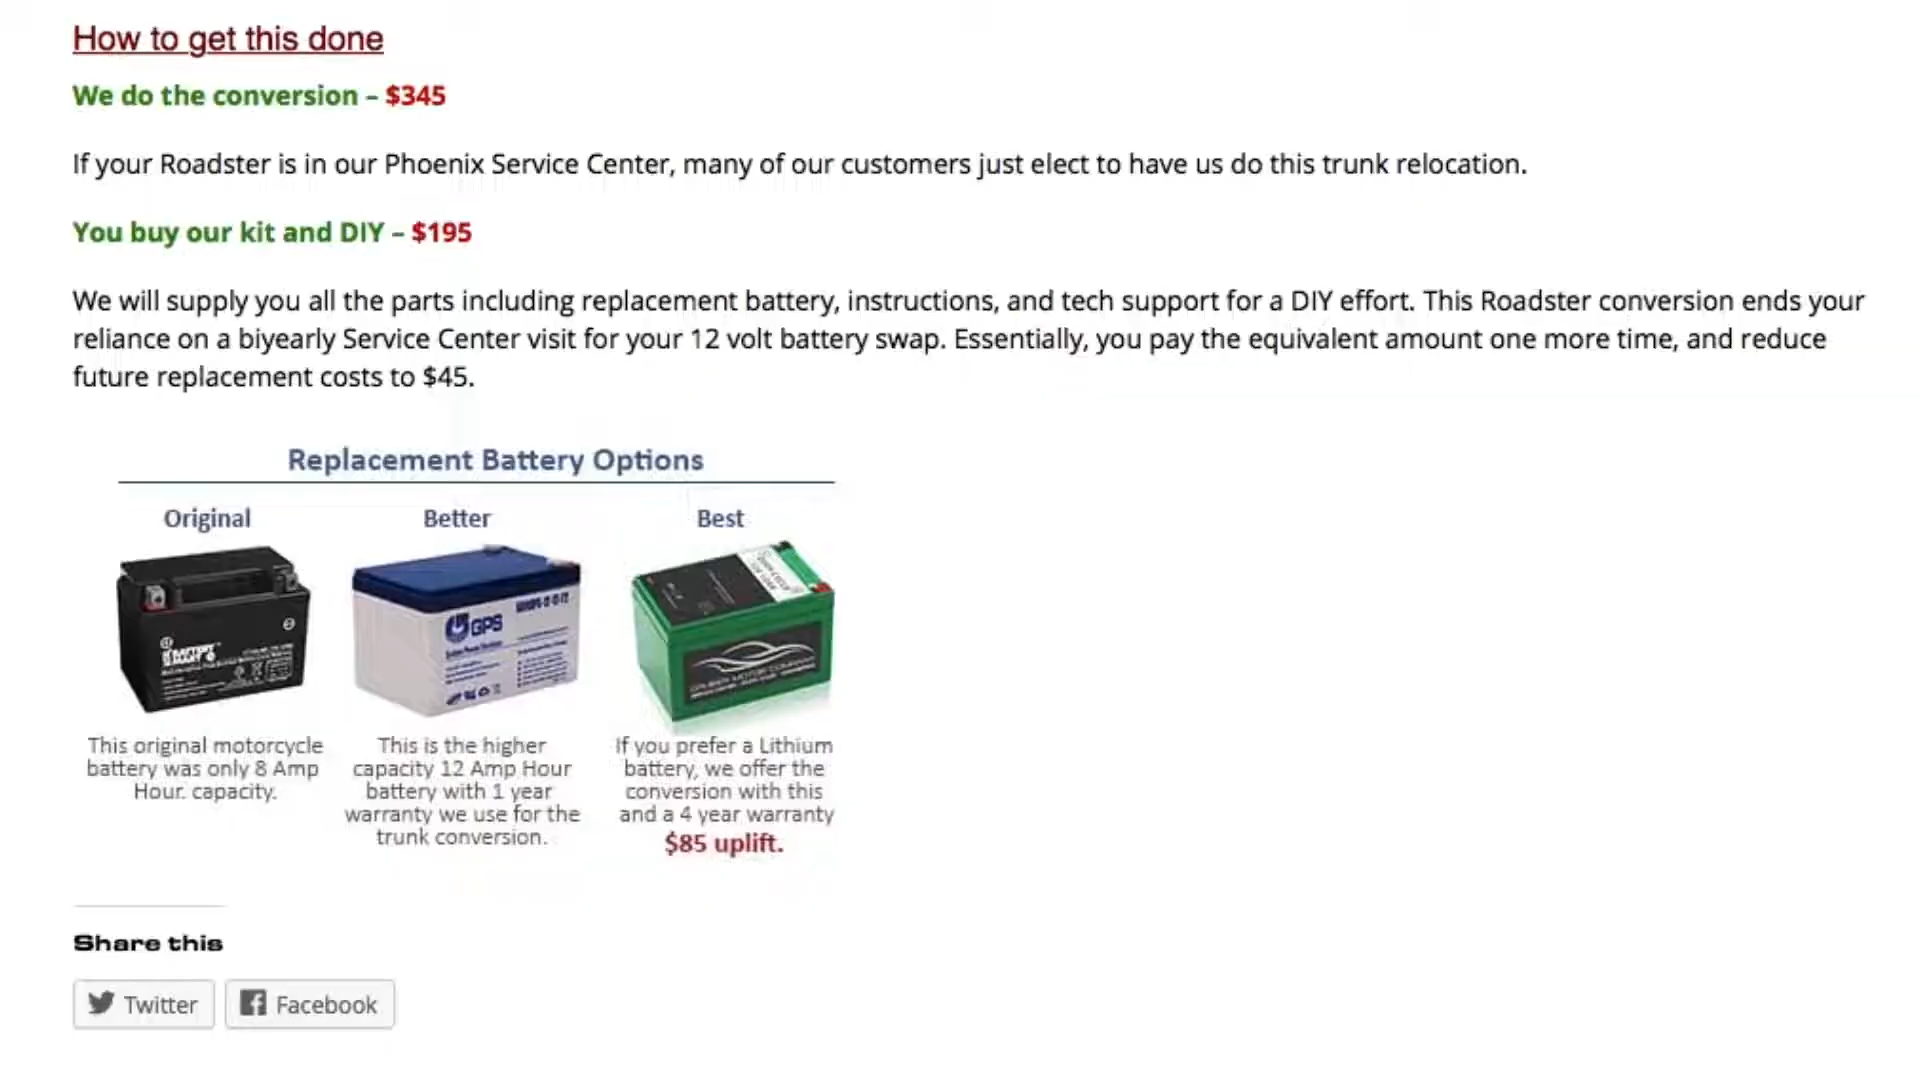 How to get this done
We do the conversion – $345
If your Roadster is in our Phoenix Service Center, many of our customers just elect to have us do this trunk relocation.
You buy our kit and DIY – $195
We will supply you all the parts including replacement battery, instructions, and tech support for a DIY effort. This Roadster conversion ends your
reliance on a biyearly Service Center visit for your 12 volt battery swap. Essentially, you pay the equivalent amount one more time, and reduce
future replacement costs to $45.
Replacement Battery Options
Original
Better
Best
GPS
This original motorcycle
battery was only 8 Amp
Hour. capacity.
This is the higher
capacity 12 Amp Hour
battery with 1 year
warranty we use for the
trunk conversion.
If you prefer a Lithium
battery, we offer the
conversion with this
and a 4 year warranty
$85 uplift.
Share this
Twitter
Facebook